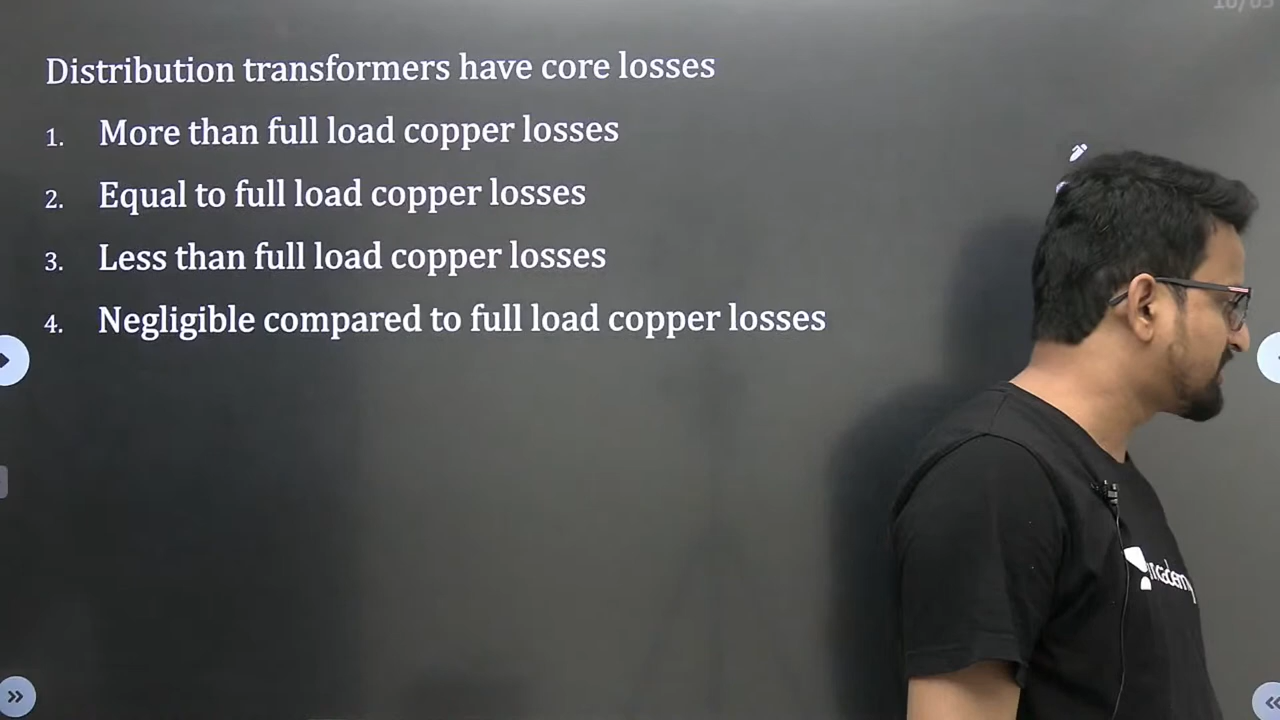 Distribution transformers have core losses
1. More than full load copper losses
2. Equal to full load copper losses
3. Less than full load copper losses
4. Negligible compared to full load copper losses